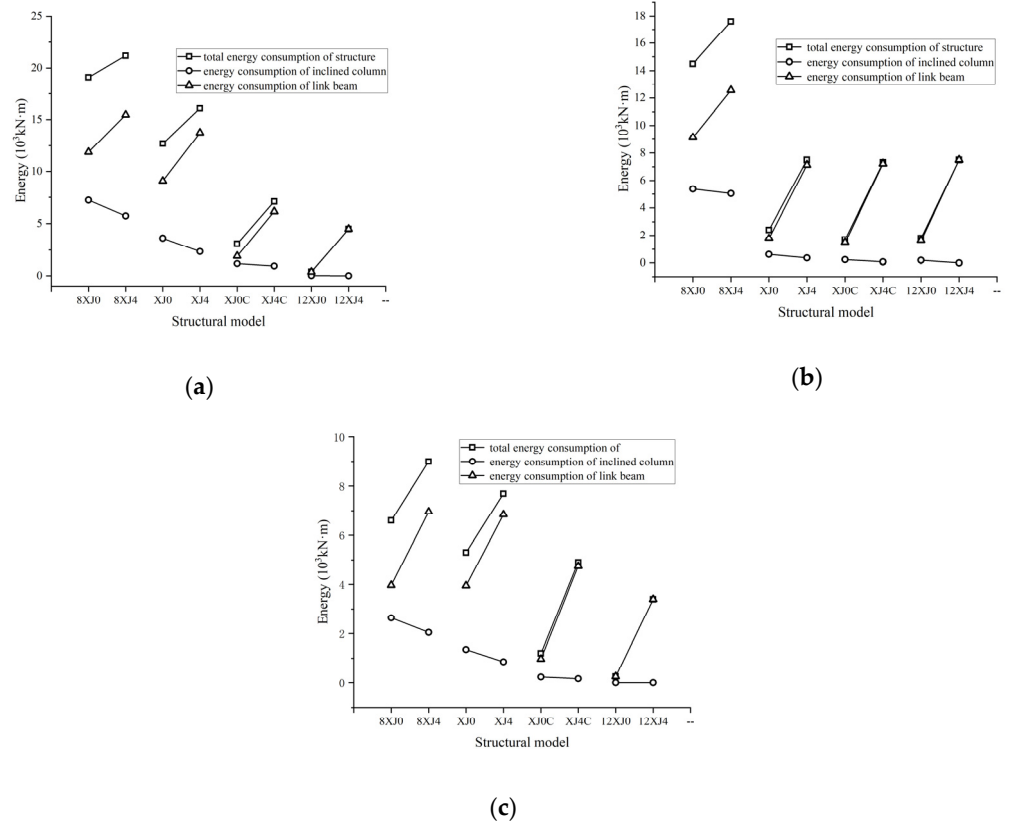 25
20
15
10
5
0
Energy (10³kN·m)
total energy consumption of structure
energy consumption of inclined column
energy consumption of link beam
8XJ0 8XJ4 XJ0 XJ4 XJ0C XJ4C 12XJ0 12XJ4 --
Structural model
(a)
18
16
14
12
10
8
6
4
2
0
Energy (10³kN·m)
total energy consumption of structure
energy consumption of inclined column
energy consumption of link beam
8XJ0 8XJ4 XJ0 XJ4 XJ0C XJ4C 12XJ0 12XJ4 --
Structural model
(b)
10
8
6
4
2
0
Energy (10³kN·m)
total energy consumption of
energy consumption of inclined column
energy consumption of link beam
8XJ0 8XJ4 XJ0 XJ4 XJ0C XJ4C 12XJ0 12XJ4 --
Structural model
(c)